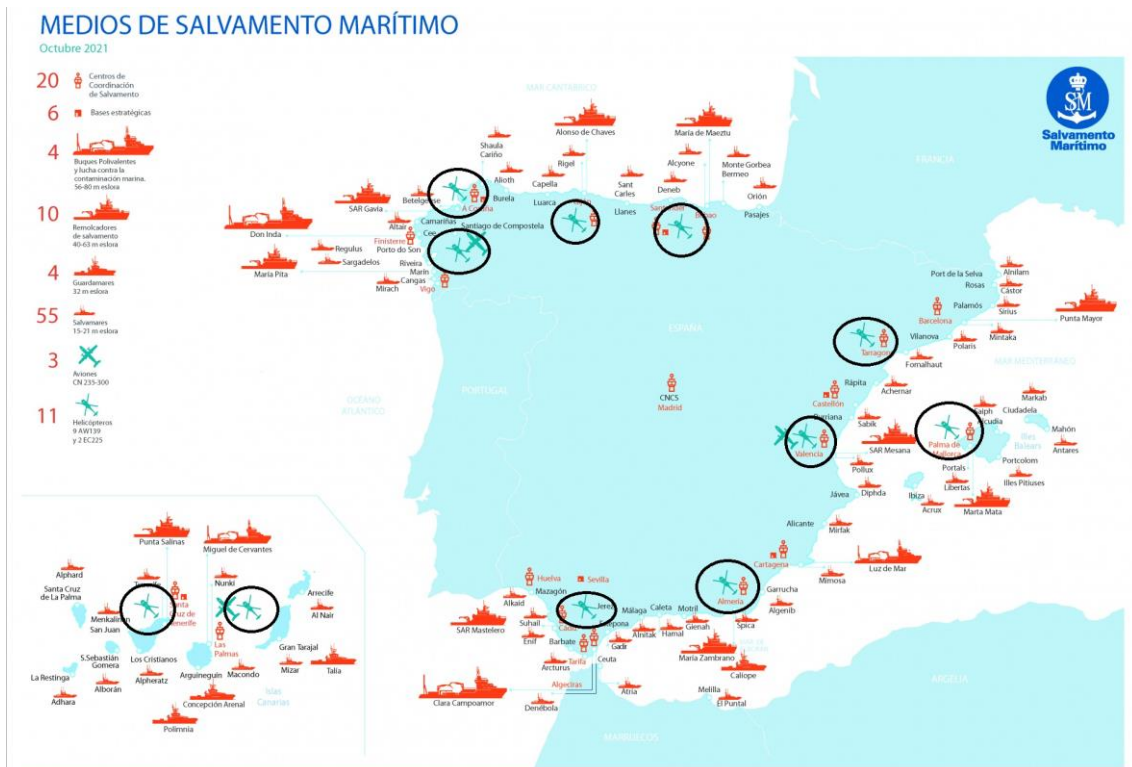 MEDIOS DE SALVAMENTO MARÍTIMO
Octubre 2021
20
Centros de
Coordinación
de Salvamento
6
Bases estratégicas
4
Buques Polivalentes
y lucha contra la
contaminación marina.
56-80 m eslora
10
Remolcadores
de salvamento
40-63 m eslora
4
Guardamares
32 m eslora
55
Salvamares
15-21 m eslora
3
Aviones
CN 235-300
11
Helicópteros
9 AW139
y 2 EC225
SM
Salvamento
Marítimo
MAR CANTÁBRICO
FRANCIA
Alonso de Chaves
María de Maeztu
Shaula
Cariño
Rigel
Alcyone
Monte Gorbea
Bermeo
Alioth
Capella
Sant
Carles
Deneb
Orión
SAR Gavia
Betelgeuse
A Coruña
Burela
Luarca
Llanes
Bilbao
Pasajes
Don Inda
Altair
Camariñas
Cee
Santiago de Compostela
Finisterre
Porto do Son
Regulus
Sargadelos
Riveira
María Pita
Marín
Cangas
Mirach
Vigo
Port de la Selva
Alnilam
Rosas
Cástor
Palamós
Sirius
Punta Mayor
Barcelona
Vilanova
Polaris
Mintaka
Tarragona
Fomalhaut
MAR MEDITERRÁNEO
ESPAÑA
PORTUGAL
OCÉANO
ATLÁNTICO
CNCS
Madrid
Rápita
Achernar
Castellón
Burriana
Sabik
Markab
Saiph
Ciudadela
Alcudia
Mahón
Valencia
SAR Mesana
Palma de
Mallorca
Illes
Balears
Antares
Pollux
Portals
Portcolom
Diphda
Libertas
Illes Pitiuses
Jávea
Ibiza
Acrux
Marta Mata
Alicante
Mirfak
Cartagena
Luz de Mar
Mimosa
Huelva
Sevilla
Mazagón
Almería
Garrucha
Alkaid
Jerez
Algenib
SAR Mastelero
Suhail
Cádiz
Estepona
Málaga
Caleta
Motril
Spica
Enif
Barbate
Gadir
Alnitak
Hamal
Gienah
Tarifa
Ceuta
María Zambrano
Arcturus
Calíope
Algeciras
Atria
Melilla
Clara Campoamor
Denébola
El Puntal
ARGELIA
MARRUECOS
Punta Salinas
Miguel de Cervantes
Alphard
Tenerife
Nunki
Santa Cruz
de La Palma
Santa
Cruz de
Tenerife
Arrecife
Menkalinan
Al Nair
San Juan
Las
Palmas
Gran Tarajal
S.Sebastián
Gomera
Los Cristianos
La Restinga
Alborán
Alpheratz
Arguineguín
Macondo
Mizar
Talía
Adhara
Concepción Arenal
Islas
Canarias
Polimnia